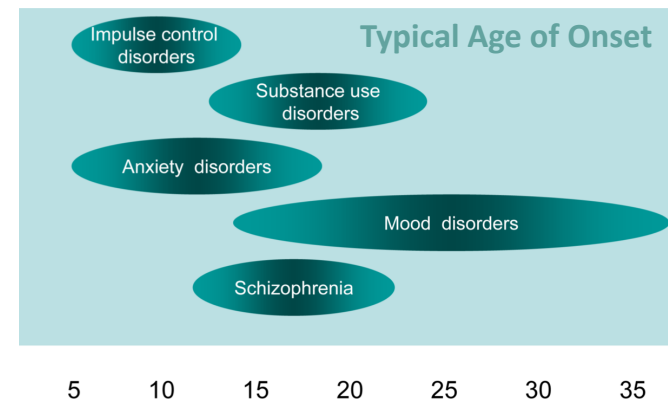 Typical Age of Onset
Impulse control
disorders
Substance use
disorders
Anxiety disorders
Mood disorders
Schizophrenia
5 10 15 20 25 30 35